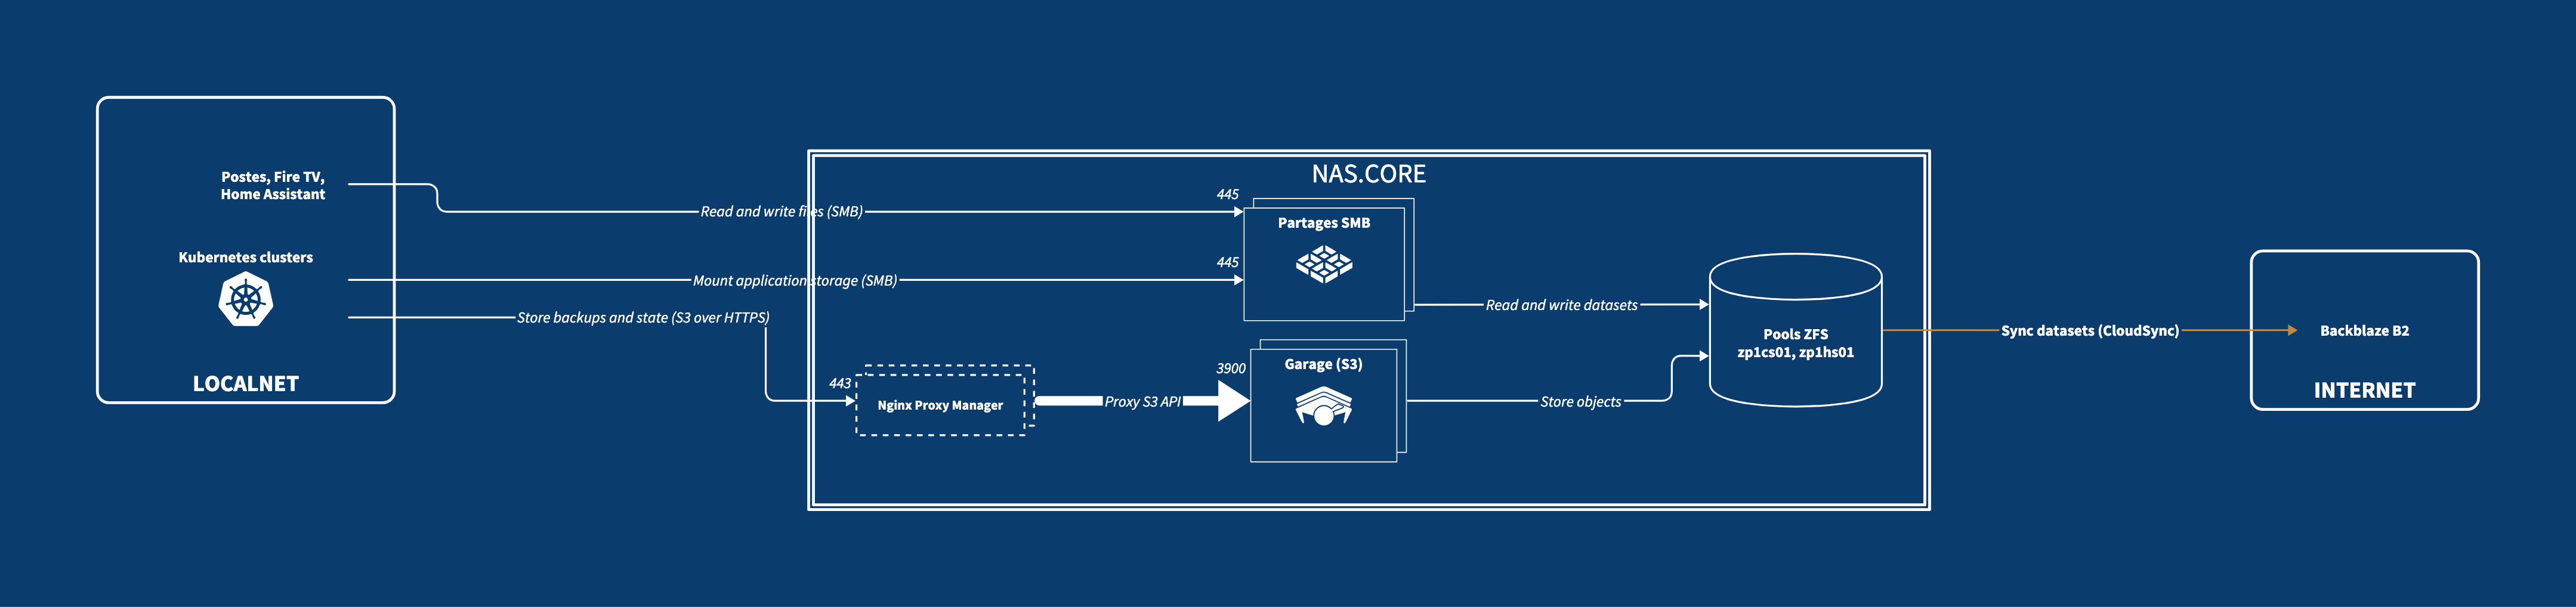 NAS.CORE
Postes, Fire TV,
Home Assistant
Read and write files (SMB)
445
Partages SMB
Kubernetes clusters
Mount application storage (SMB)
445
Store backups and state (S3 over HTTPS)
Read and write datasets
Pools ZFS
zp1cs01, zp1hs01
Sync datasets (CloudSync)
Backblaze B2
LOCALNET
443
Nginx Proxy Manager
Proxy S3 API
3900
Garage (S3)
Store objects
INTERNET